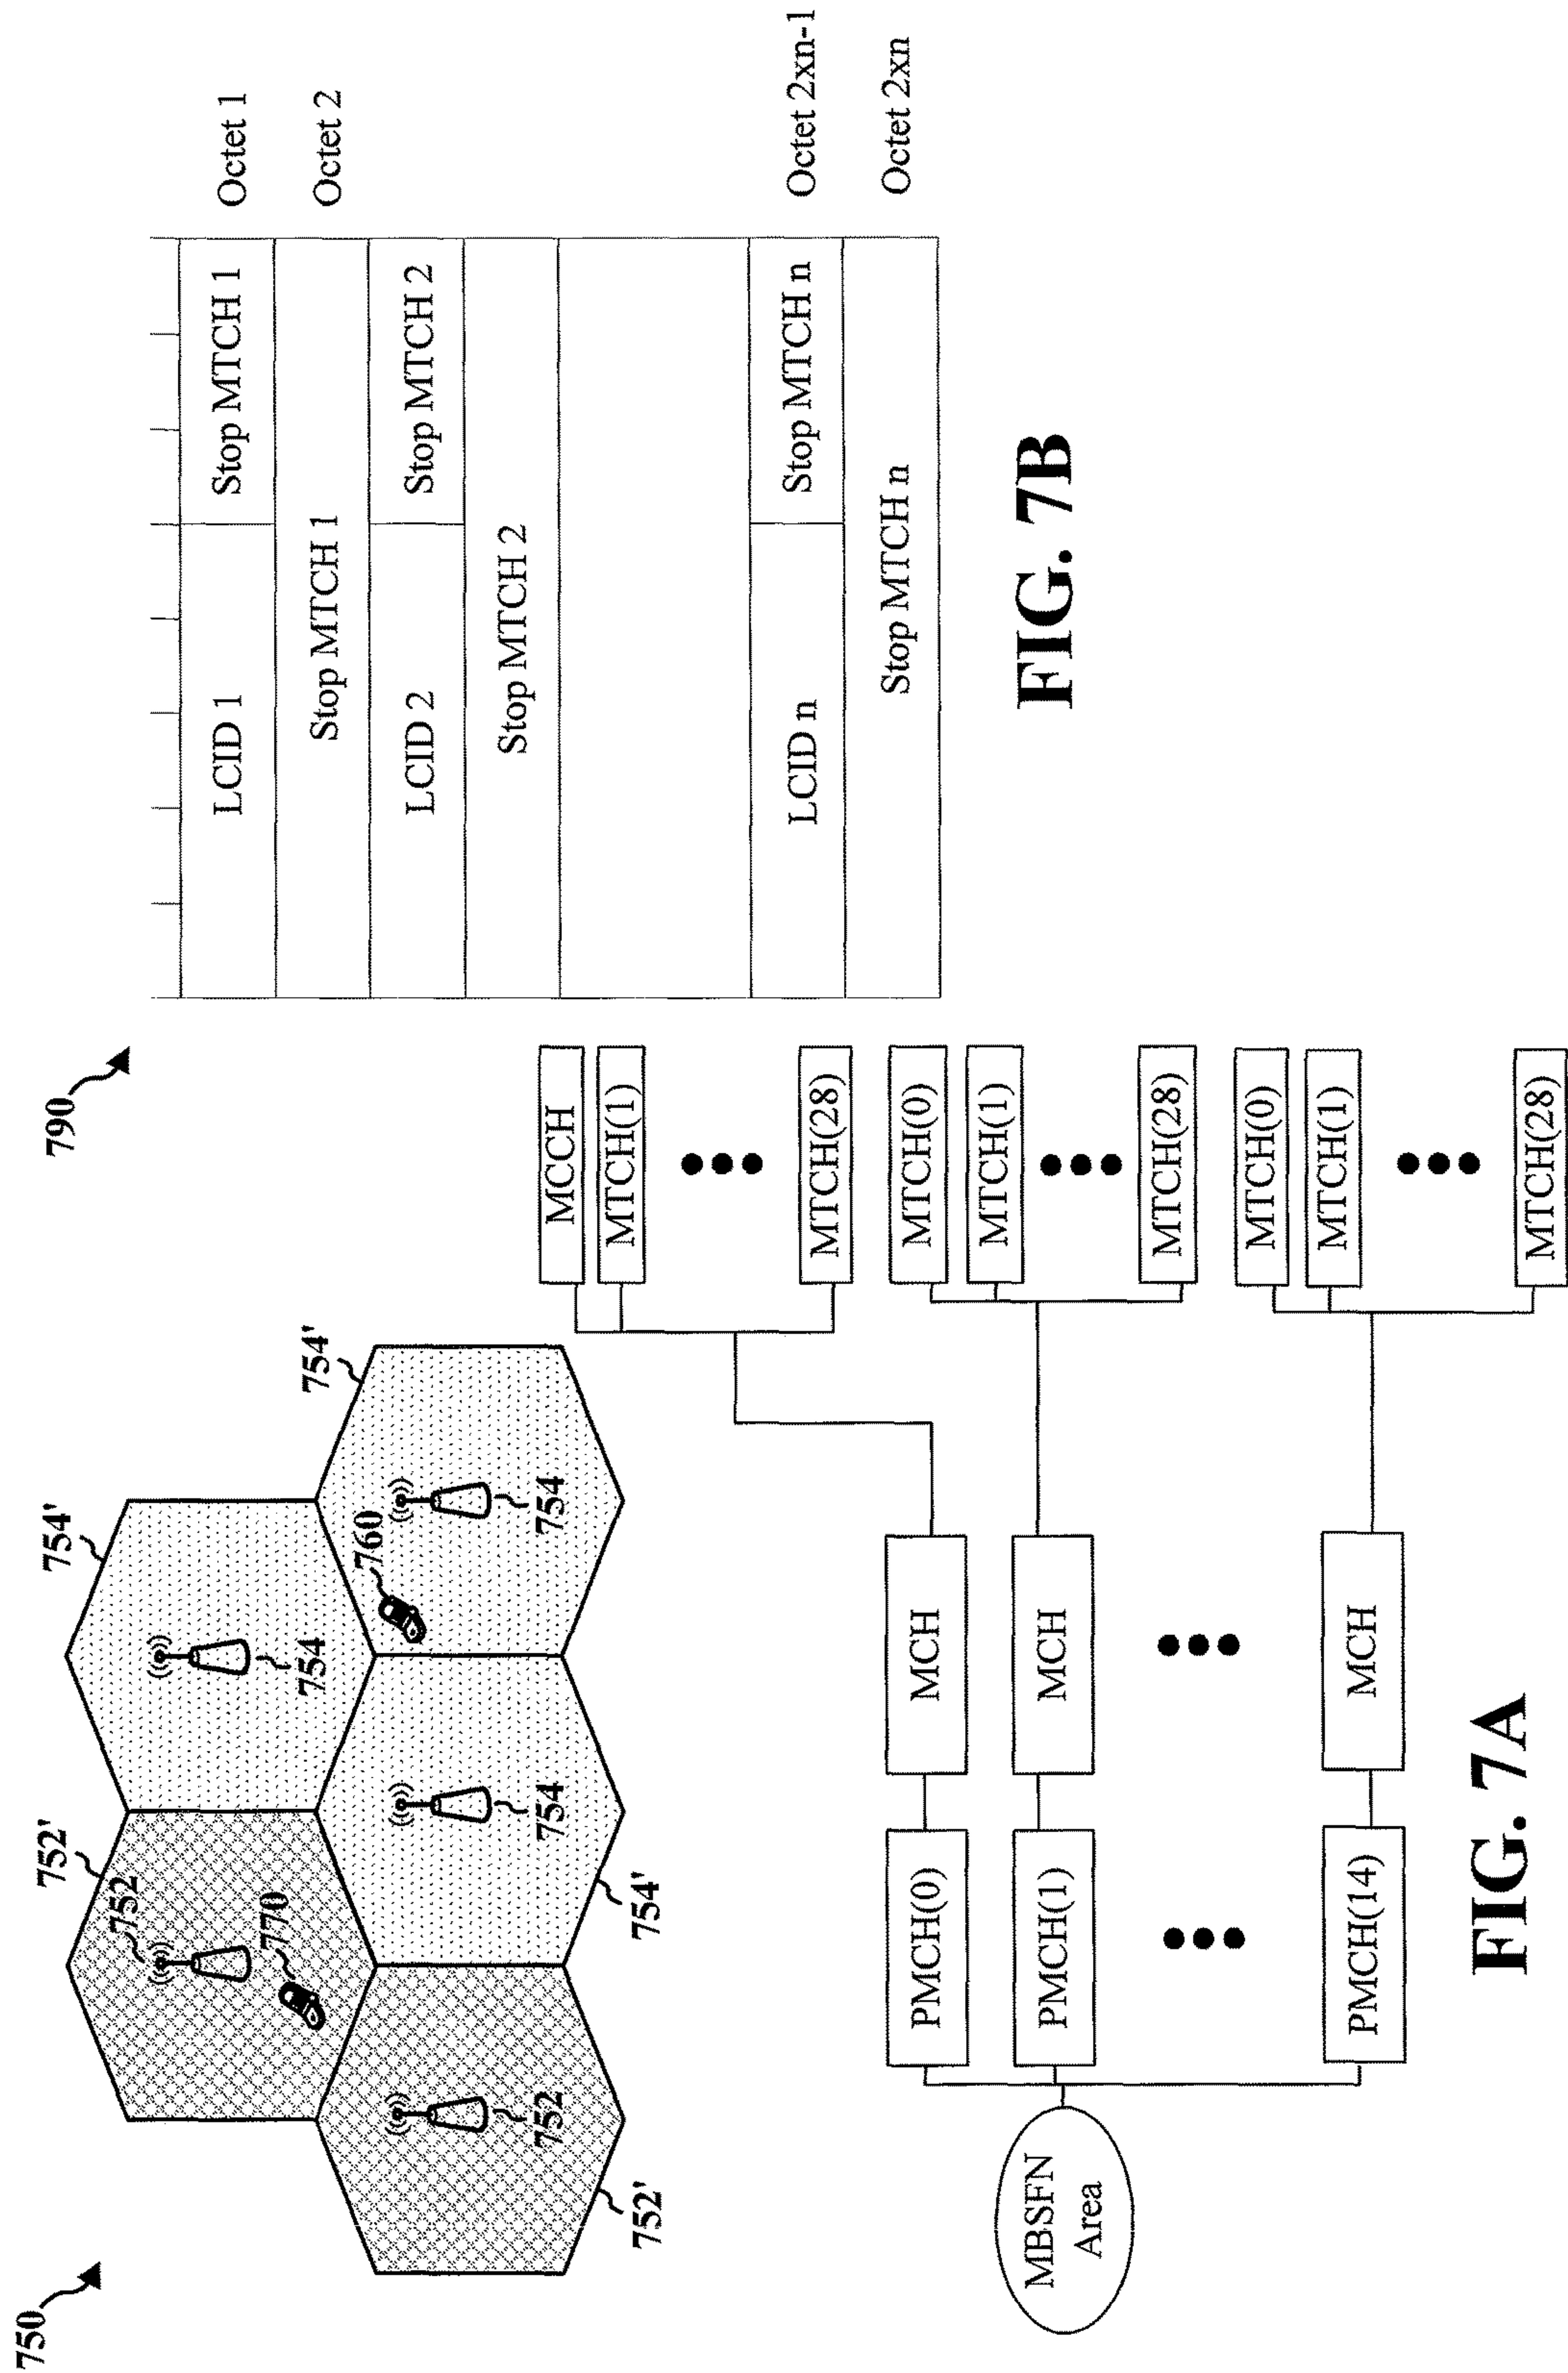 750
752'
752
770
754'
754
754'
760
754
754
752
752'
754'
MBSFN
Area
PMCH(0)
MCH
PMCH(1)
MCH
PMCH(14)
MCH
MCCH
MTCH(1)
MTCH(28)
MTCH(0)
MTCH(1)
MTCH(28)
MTCH(0)
MTCH(1)
MTCH(28)
FIG. 7A
790
LCID 1
Stop MTCH 1
Octet 1
Stop MTCH 1
Octet 2
LCID 2
Stop MTCH 2
Stop MTCH 2
LCID n
Stop MTCH n
Octet 2xn-1
Stop MTCH n
Octet 2xn
FIG. 7B